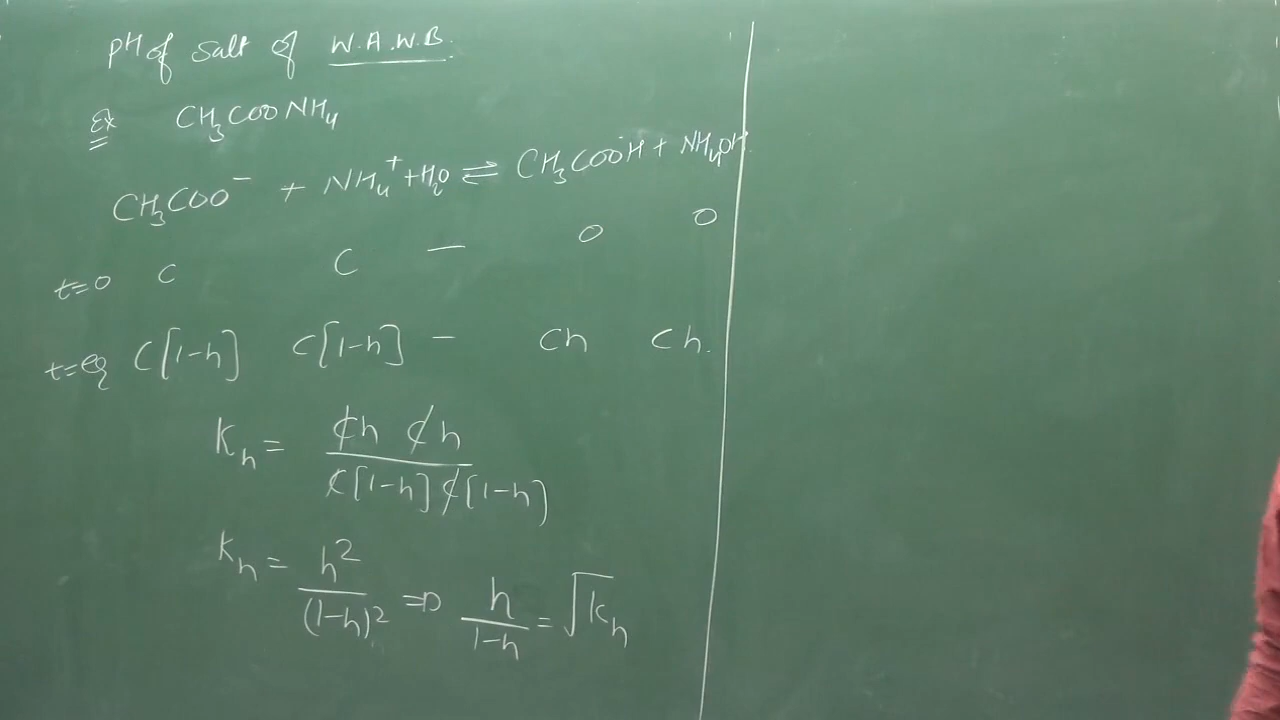 pH of salt of W.A.W.B.
Ex CH₃COONH₄
CH₃COO⁻ + NH₄⁺ + H₂O ⇌ CH₃COOH + NH₄OH
t=0 C C — 0 0
t=eq C[1-h] C[1-h] — Ch Ch.
Kh = Ch Ch / C[1-h] C[1-h]
Kh = h² / (1-h)² ⇒ h / 1-h = √Kh